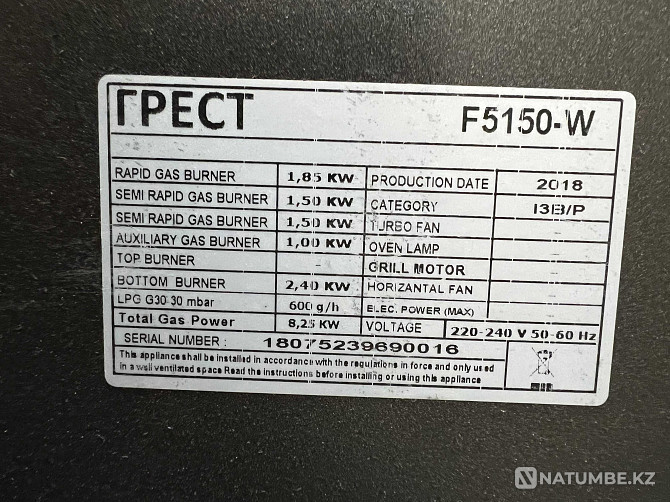 ГРЕСТ F5150-W
RAPID GAS BURNER 1,85 KW PRODUCTION DATE 2018
SEMI RAPID GAS BURNER 1,50 KW CATEGORY I3B/P
SEMI RAPID GAS BURNER 1,50 KW TURBO FAN -
AUXILIARY GAS BURNER 1,00 KW OVEN LAMP -
TOP BURNER - GRILL MOTOR -
BOTTOM BURNER 2,40 KW HORIZANTAL FAN -
LPG G30-30 mbar 600 g/h ELEC. POWER (MAX) -
Total Gas Power 8,25 KW VOLTAGE 220-240 V 50-60 Hz
SERIAL NUMBER : 18075239690016
This appliance shall be installed in accordance with the regulations in force and only used
in a well ventilated space Read the instructions before installing or using this appliance
NATUMBE.KZ